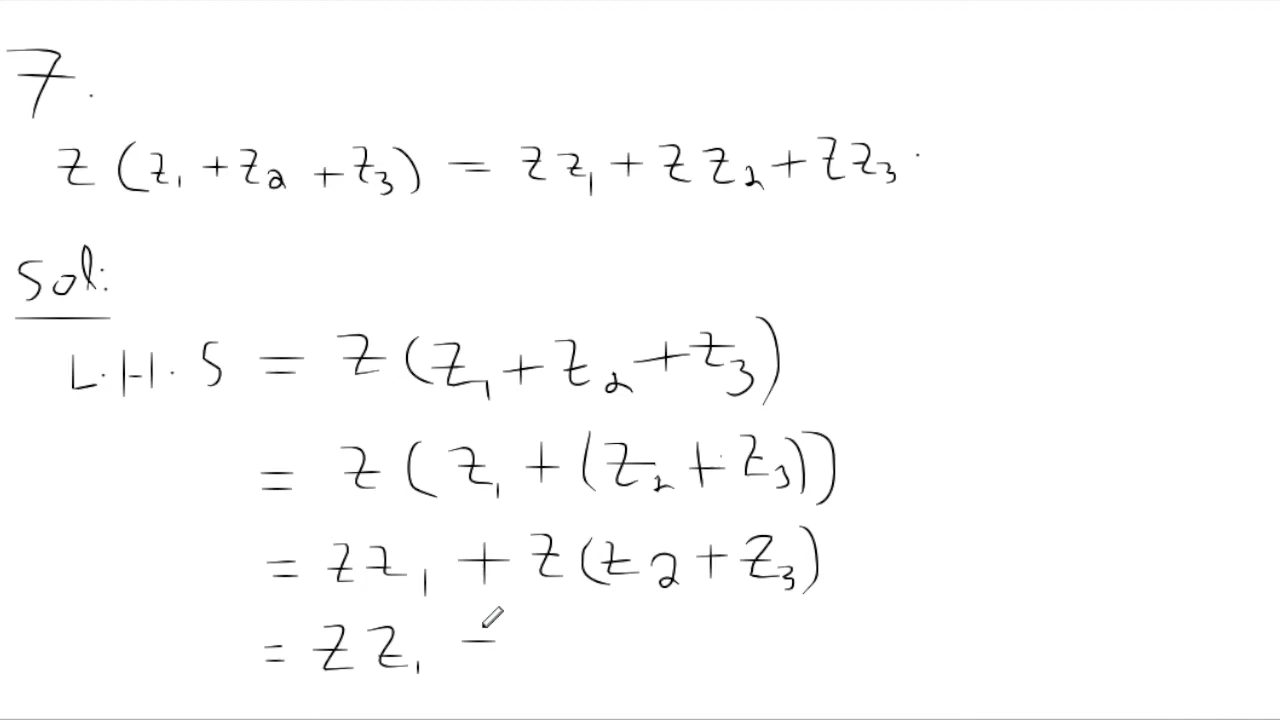 7.
z(z₁+z₂+z₃) = zz₁+zz₂+zz₃.
Sol:
L.H.S = z(z₁+z₂+z₃)
= z(z₁+(z₂+z₃))
= zz₁ + z(z₂+z₃)
= zz₁ –